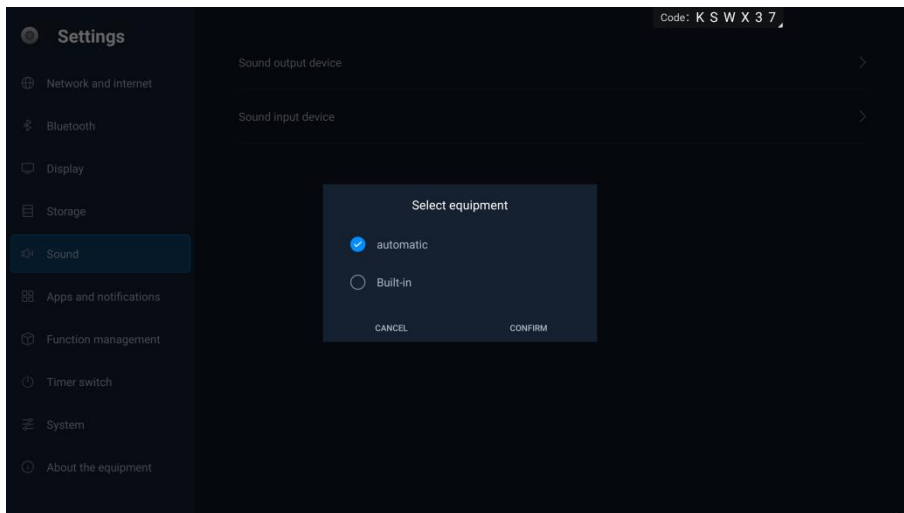 Code: K S W X 3 7
Settings
Sound output device
Network and internet
Sound input device
Bluetooth
Display
Select equipment
Storage
automatic
Sound
Built-in
Apps and notifications
CANCEL CONFIRM
Function management
Timer switch
System
About the equipment